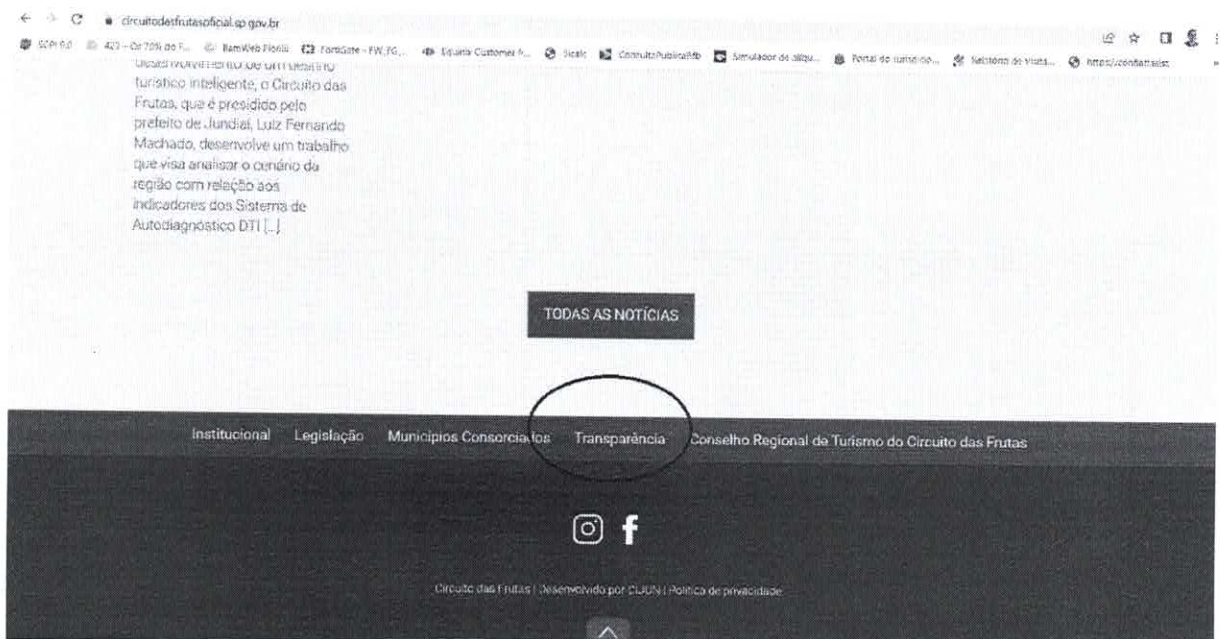 circuitodasfrutasoficial.sp.gov.br
SCPI 9.0
turístico inteligente, o Circuito das
Frutas, que é presidido pelo
prefeito de Jundiaí, Luiz Fernando
Machado, desenvolve um trabalho
que visa analisar o cenário da
região com relação aos
indicadores dos Sistema de
Autodiagnóstico DTI [...]
TODAS AS NOTÍCIAS
Institucional Legislação Municípios Consorciados Transparência Conselho Regional de Turismo do Circuito das Frutas
Circuito das Frutas | Desenvolvido por CIJUN | Política de privacidade